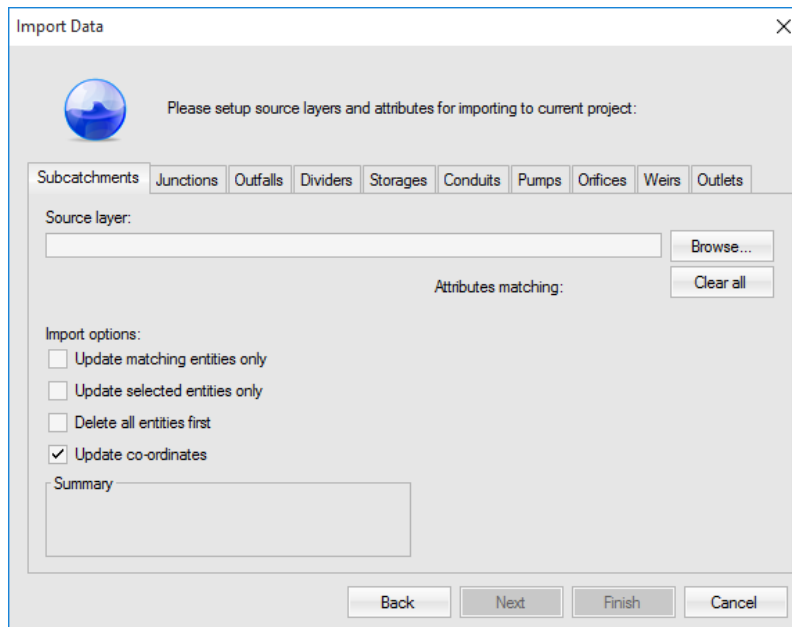 Import Data
Please setup source layers and attributes for importing to current project:
Subcatchments Junctions Outfalls Dividers Storages Conduits Pumps Orifices Weirs Outlets
Source layer:
Browse...
Attributes matching: Clear all
Import options:
Update matching entities only
Update selected entities only
Delete all entities first
Update co-ordinates
Summary
Back Next Finish Cancel